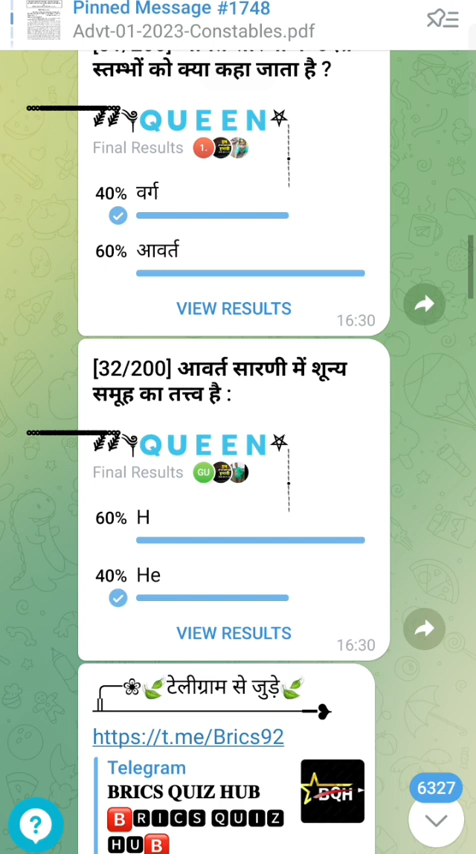 Pinned Message #1748
Advt-01-2023-Constables.pdf
स्तम्भों को क्या कहा जाता है ?
QUEEN
Final Results
40% वर्ग
60% आवर्त
VIEW RESULTS
16:30
[32/200] आवर्त सारणी में शून्य
समूह का तत्त्व है :
QUEEN
Final Results GU
60% H
40% He
VIEW RESULTS
16:30
टेलीग्राम से जुड़े
https://t.me/Brics92
Telegram
BRICS QUIZ HUB
BQH
BRICS QUIZ
HUB
6327